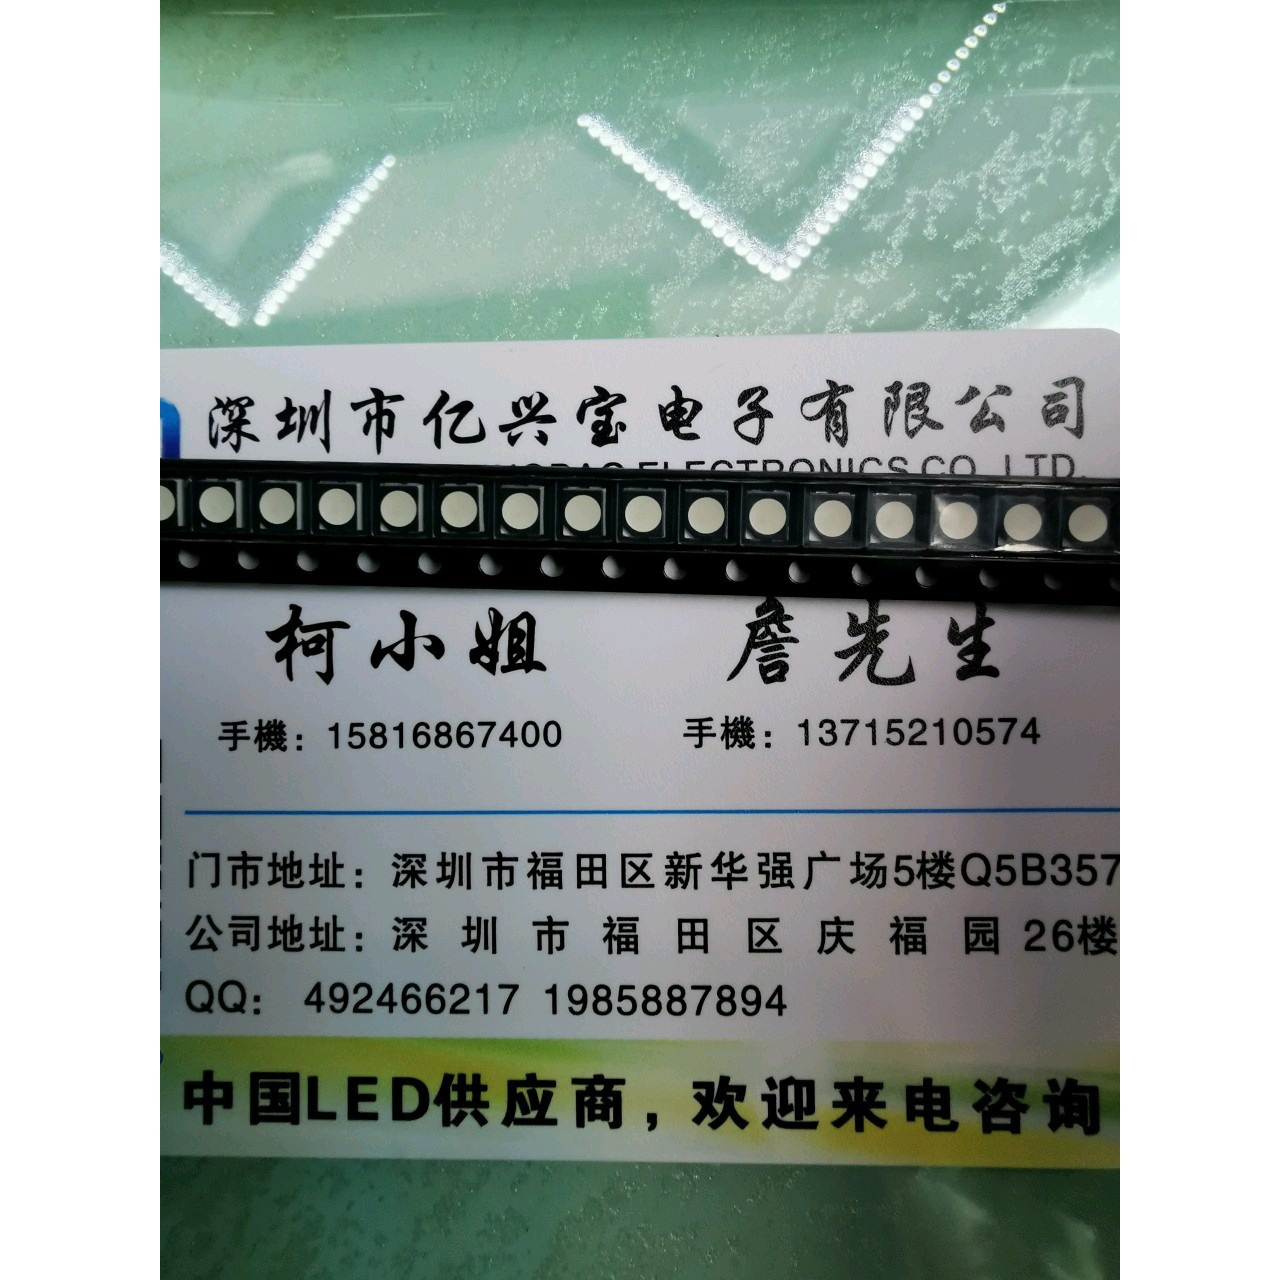 深圳市亿兴宝电子有限公司
ELECTRONICS CO.,LTD.
柯小姐 詹先生
手機：15816867400 手機：13715210574
门市地址：深圳市福田区新华强广场5楼Q5B357
公司地址：深圳市福田区庆福园26楼
QQ： 492466217 1985887894
中国LED供应商，欢迎来电咨询